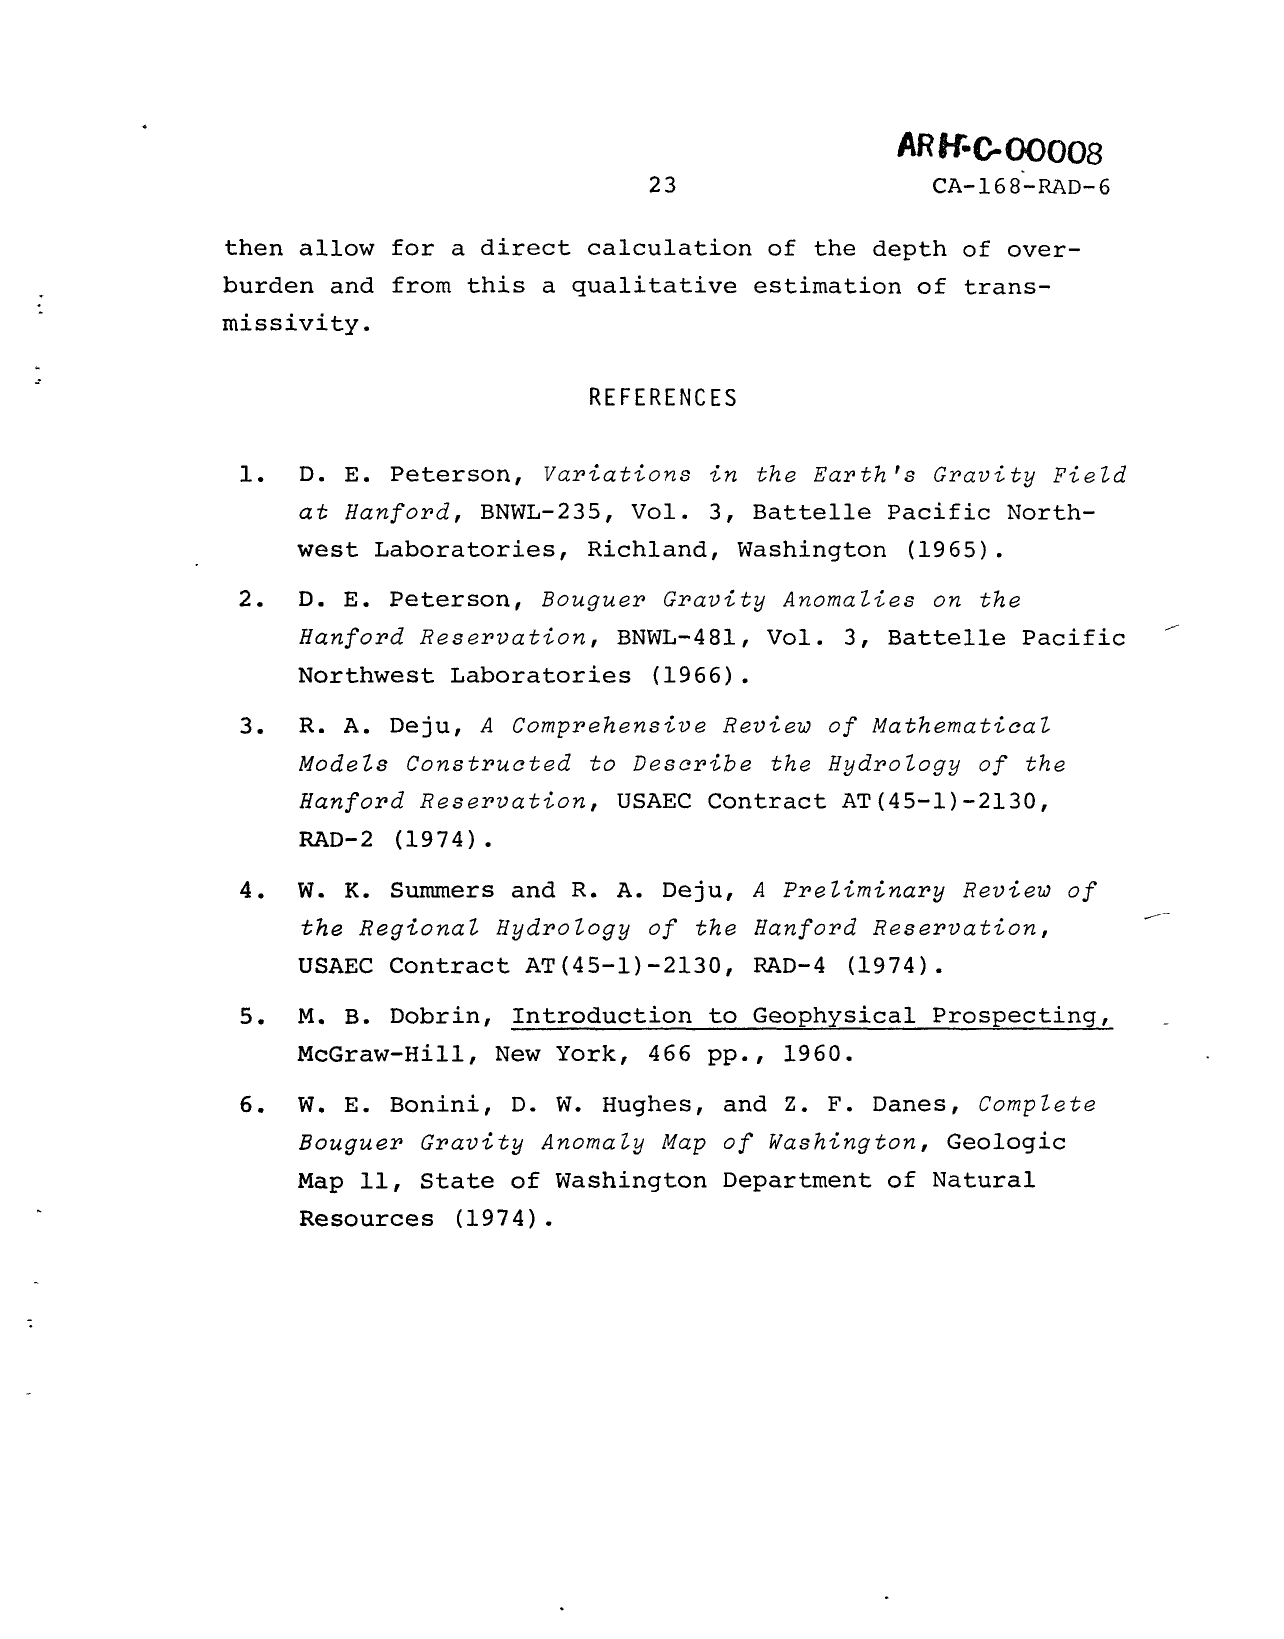 ARH-C-00008
23 CA-168-RAD-6
then allow for a direct calculation of the depth of over-
burden and from this a qualitative estimation of trans-
missivity.
REFERENCES
1. D. E. Peterson, Variations in the Earth's Gravity Field
at Hanford, BNWL-235, Vol. 3, Battelle Pacific North-
west Laboratories, Richland, Washington (1965).
2. D. E. Peterson, Bouguer Gravity Anomalies on the
Hanford Reservation, BNWL-481, Vol. 3, Battelle Pacific
Northwest Laboratories (1966).
3. R. A. Deju, A Comprehensive Review of Mathematical
Models Constructed to Describe the Hydrology of the
Hanford Reservation, USAEC Contract AT(45-1)-2130,
RAD-2 (1974).
4. W. K. Summers and R. A. Deju, A Preliminary Review of
the Regional Hydrology of the Hanford Reservation,
USAEC Contract AT(45-1)-2130, RAD-4 (1974).
5. M. B. Dobrin, Introduction to Geophysical Prospecting,
McGraw-Hill, New York, 466 pp., 1960.
6. W. E. Bonini, D. W. Hughes, and Z. F. Danes, Complete
Bouguer Gravity Anomaly Map of Washington, Geologic
Map 11, State of Washington Department of Natural
Resources (1974).